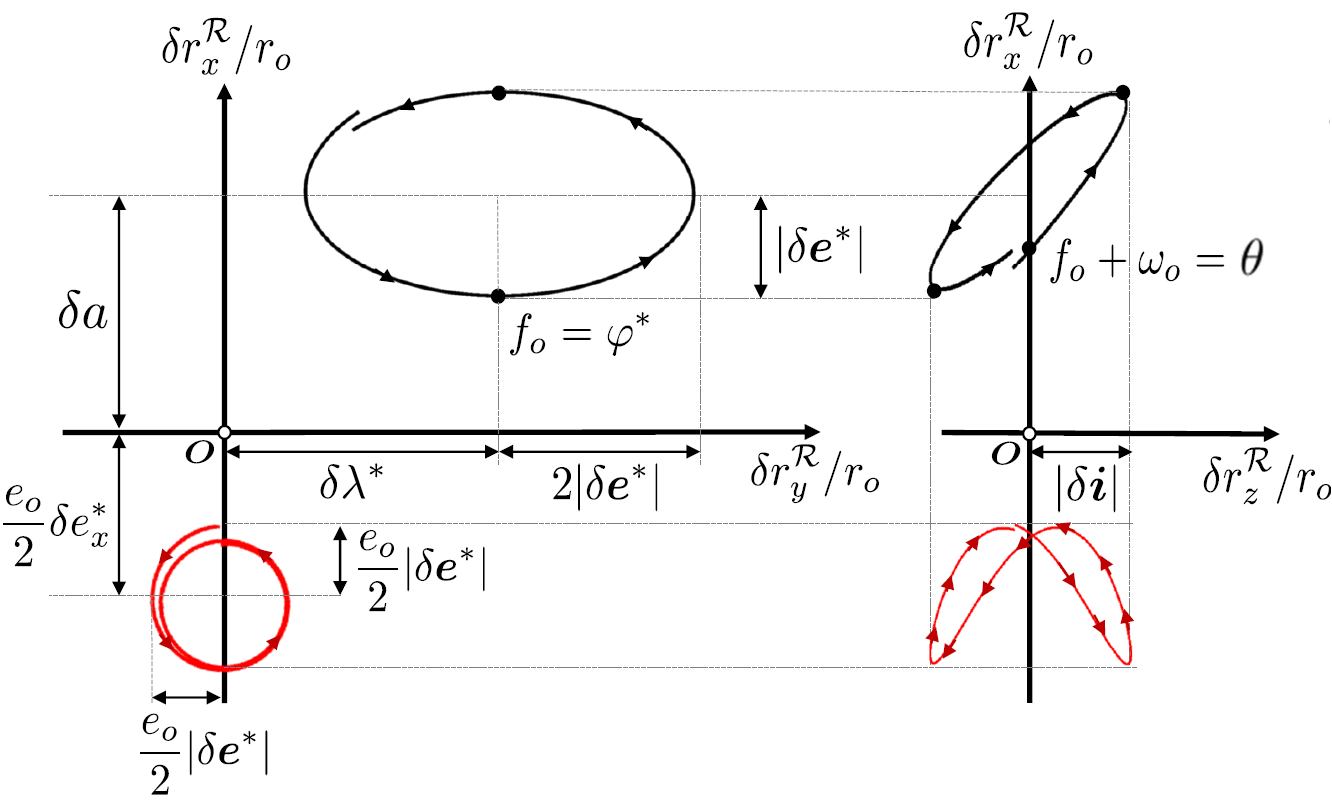 δr_x^ℛ/r_o
δr_x^ℛ/r_o
|δe*|
f_o + ω_o = θ
δa
f_o = φ*
O
δλ*
2|δe*|
δr_y^ℛ/r_o
O
|δi|
δr_z^ℛ/r_o
e_o/2 δe_x^*
e_o/2 |δe*|
e_o/2 |δe*|